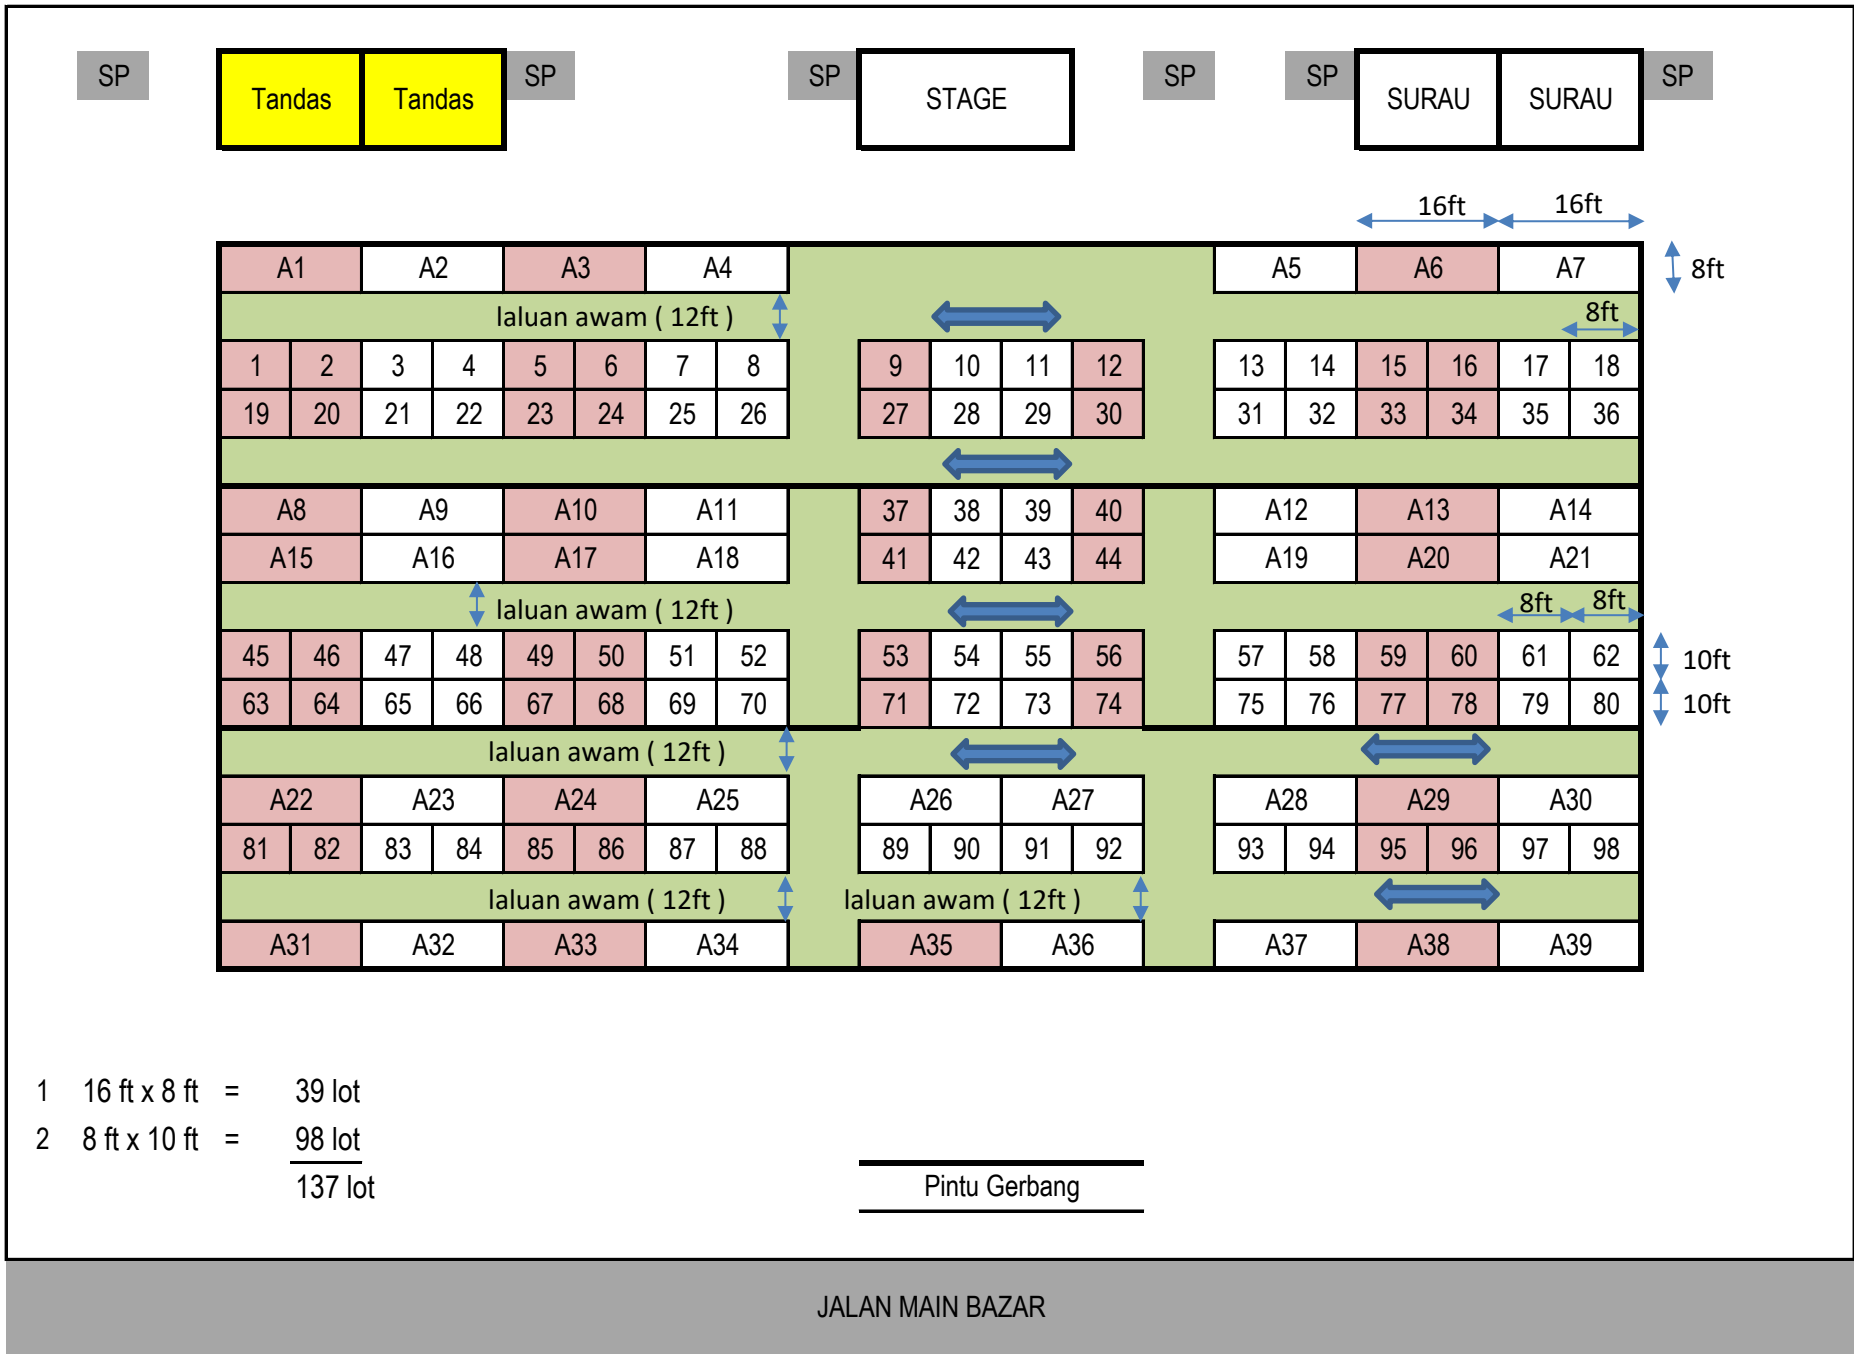 SP Tandas Tandas SP SP STAGE SP SP SURAU SURAU SP
16ft 16ft
A1 A2 A3 A4 A5 A6 A7 8ft
laluan awam ( 12ft ) 8ft
1 2 3 4 5 6 7 8 9 10 11 12 13 14 15 16 17 18
19 20 21 22 23 24 25 26 27 28 29 30 31 32 33 34 35 36
A8 A9 A10 A11 37 38 39 40 A12 A13 A14
A15 A16 A17 A18 41 42 43 44 A19 A20 A21
laluan awam ( 12ft ) 8ft 8ft
45 46 47 48 49 50 51 52 53 54 55 56 57 58 59 60 61 62 10ft
63 64 65 66 67 68 69 70 71 72 73 74 75 76 77 78 79 80 10ft
laluan awam ( 12ft )
A22 A23 A24 A25 A26 A27 A28 A29 A30
81 82 83 84 85 86 87 88 89 90 91 92 93 94 95 96 97 98
laluan awam ( 12ft ) laluan awam ( 12ft )
A31 A32 A33 A34 A35 A36 A37 A38 A39
1 16 ft x 8 ft = 39 lot
2 8 ft x 10 ft = 98 lot
137 lot
Pintu Gerbang
JALAN MAIN BAZAR